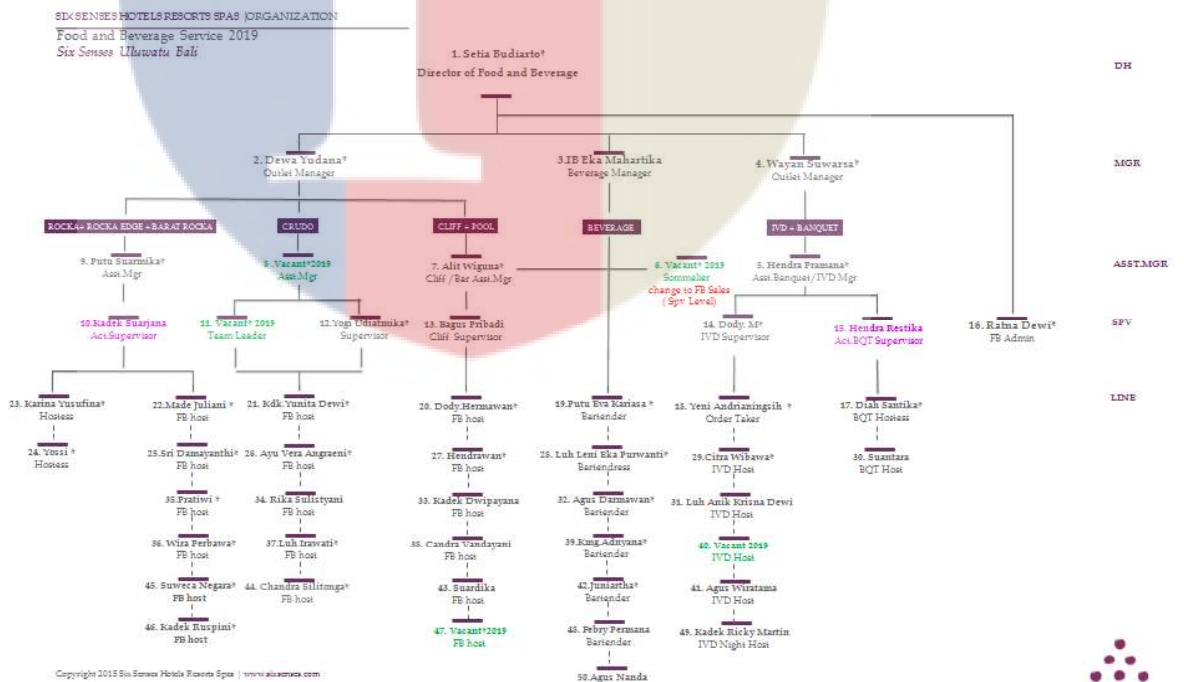 SIX SENSES HOTELS RESORTS SPAS |ORGANIZATION
Food and Beverage Service 2019
Six Senses Uluwatu Bali
1. Setia Budiarto*
Director of Food and Beverage
DH
2. Dewa Yudana*
Outlet Manager
3.IB Eka Mahartika
Beverage Manager
4. Wayan Suwarsa*
Outlet Manager
MGR
ROCKA+ ROCKA EDGE + BARAT ROCKA
CRUDO
CLIFF + POOL
BEVERAGE
IVD + BANQUET
9. Putu Suarmika*
Asst.Mgr
Vacant*2019
Asst.Mgr
7. Alit Wiguna*
Cliff /Bar Asst.Mgr
6. Vacant* 2019
Sommelier
change to FB Sales
( Spv Level)
5. Hendra Pramana*
Asst.Banquet/IVD Mgr
ASST.MGR
10.Kadek Suarjana
Act.Supervisor
11. Vacant* 2019
Team Leader
12.Yogi
Supervisor
13. Bagus Pribadi
Cliff Supervisor
14. Dody. M*
IVD Supervisor
15. Hendra Restika
Act.BQT Supervisor
16. Ratna Dewi*
FB Admin
SPV
23. Karina Yusufina*
Hostess
22.Made Juliani *
FB host
21. Kdk.Yunita Dewi*
FB host
20. Dody.Hermawan*
FB host
19.Putu Eva Kariasa *
Bartender
18. Yeni Andrianingsih *
Order Taker
17. Diah Santika*
BQT Hostess
LINE
24. Yossi *
Hostess
25.Sri Damayanthi*
FB host
26. Ayu Vera Angraeni*
FB host
27. Hendrawan*
FB host
28. Luh Leni Eka Purwanti*
Bartendress
29.Citra Wibawa*
IVD Host
30. Suantara
BQT Host
35.Pratiwi *
FB host
34. Rika Sulistyani
FB host
33. Kadek Dwipayana
FB host
32. Agus Darmawan*
Bartender
31. Luh Anik Krisna Dewi
IVD Host
36. Wira Perbawa*
FB host
37.Luh Irawati*
FB host
38. Candra Vandayani
FB host
39.Kmg.Adnyana*
Bartender
40. Vacant 2019
IVD Host
45. Suweca Negara*
FB host
44. Chandra Silitonga*
FB host
43. Suardika
FB host
42.Juniartha*
Bartender
41. Agus Wiratama
IVD Host
46. Kadek Ruspini*
FB host
47. Vacant*2019
FB host
48. Febry Permana
Bartender
49. Kadek Ricky Martin
IVD Night Host
50.Agus Nanda
Copyright 2015 Six Senses Hotels Resorts Spas | www.sixsenses.com